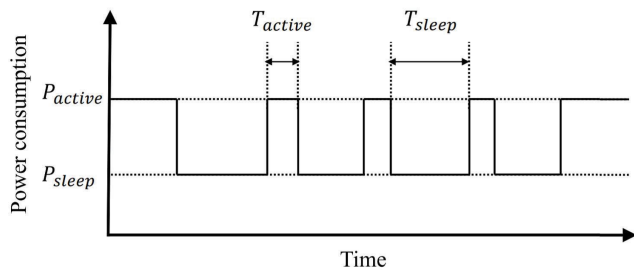 T_active
T_sleep
Power consumption
P_active
P_sleep
Time